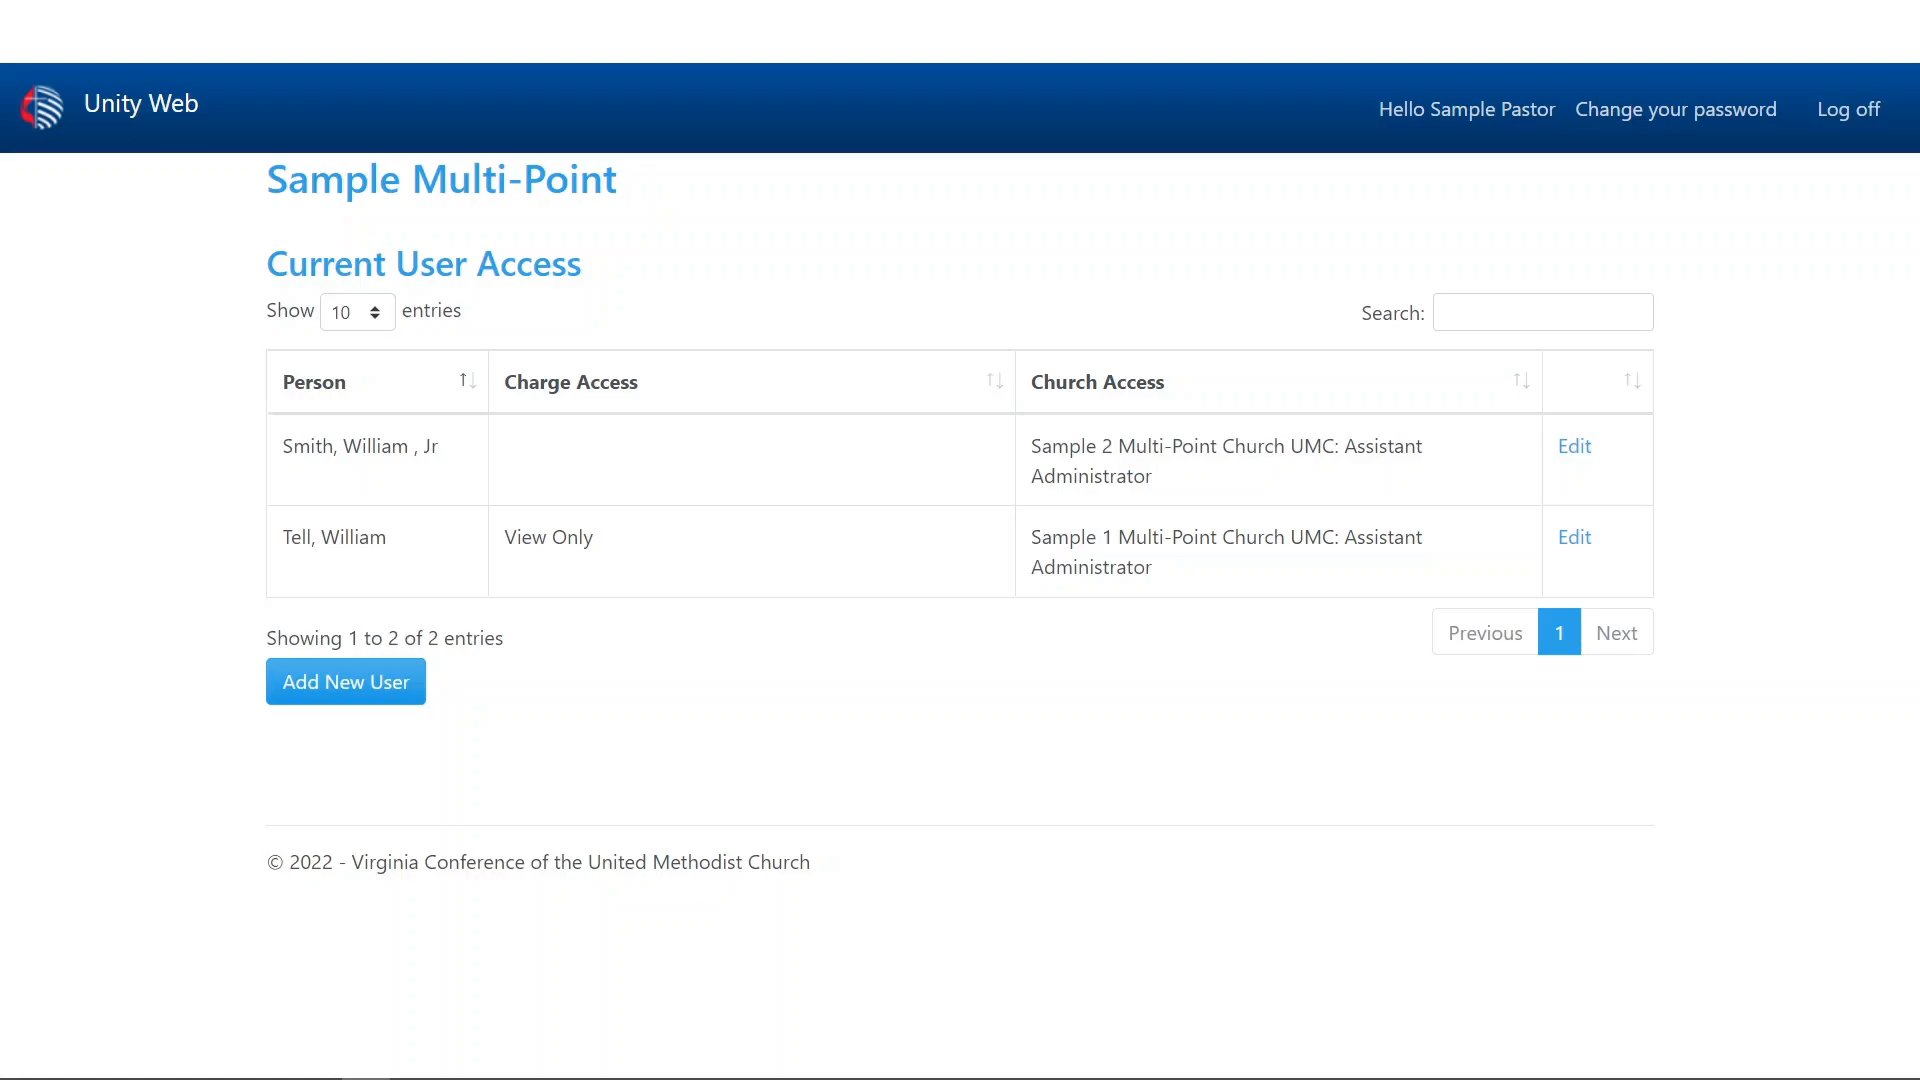 Unity Web
Hello Sample Pastor Change your password Log off
Sample Multi-Point
Current User Access
Show 10 entries
Search:
Person Charge Access Church Access
Smith, William , Jr Sample 2 Multi-Point Church UMC: Assistant Edit
Administrator
Tell, William View Only Sample 1 Multi-Point Church UMC: Assistant Edit
Administrator
Showing 1 to 2 of 2 entries
Previous 1 Next
Add New User
© 2022 - Virginia Conference of the United Methodist Church